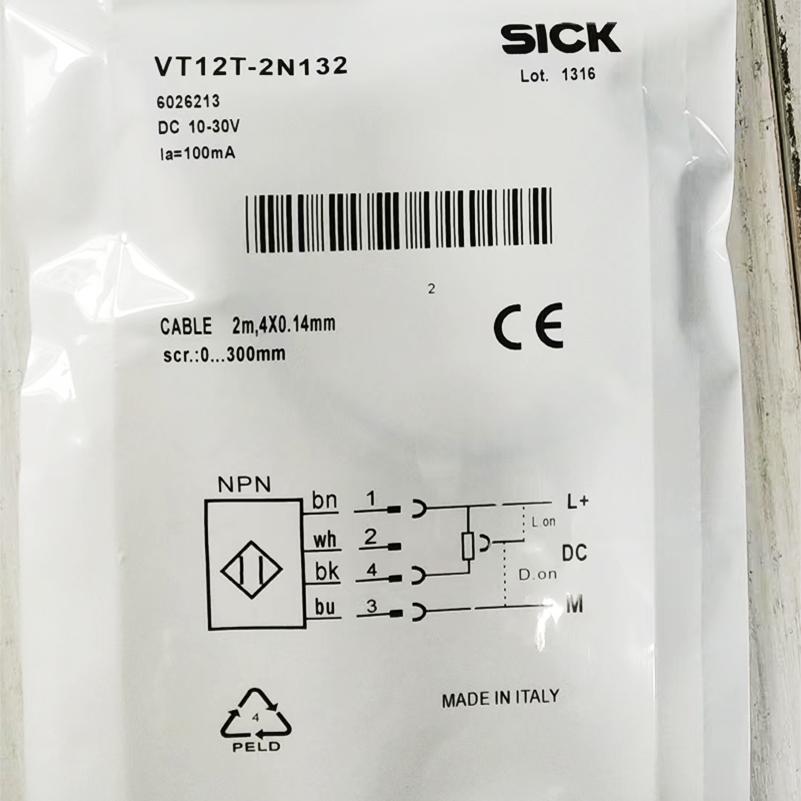 SICK
VT12T-2N132
Lot. 1316
6026213
DC 10-30V
Ia=100mA
2
CABLE 2m,4X0.14mm
scr.:0...300mm
CE
NPN
bn 1 L+
L.on
wh 2
DC
bk 4
D.on
bu 3 M
MADE IN ITALY
4
PELD